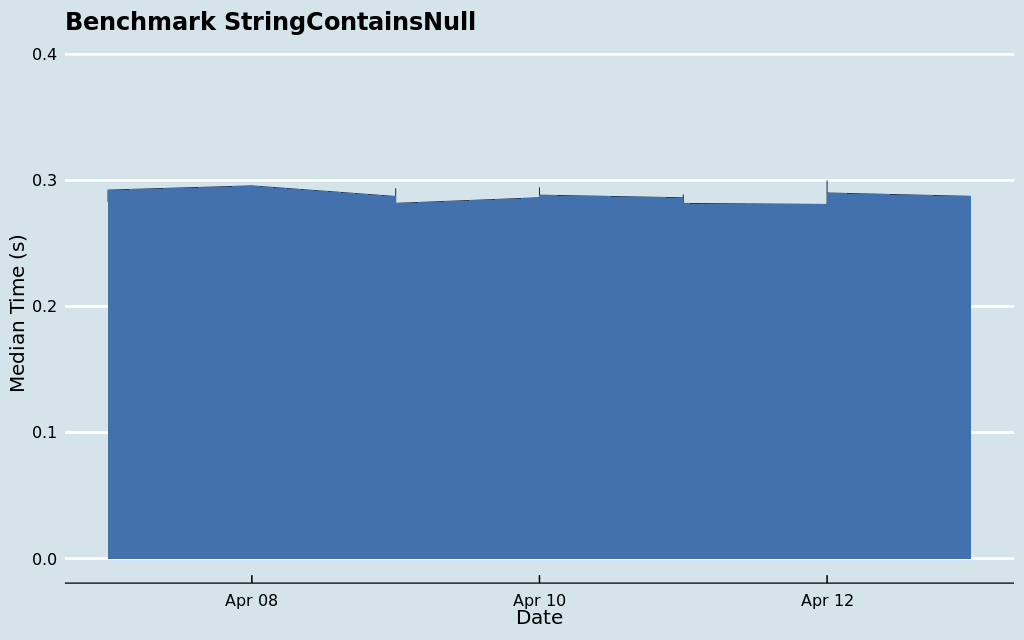 Benchmark StringContainsNull
0.4
0.3
0.2
0.1
0.0
Median Time (s)
Apr 08
Apr 10
Apr 12
Date